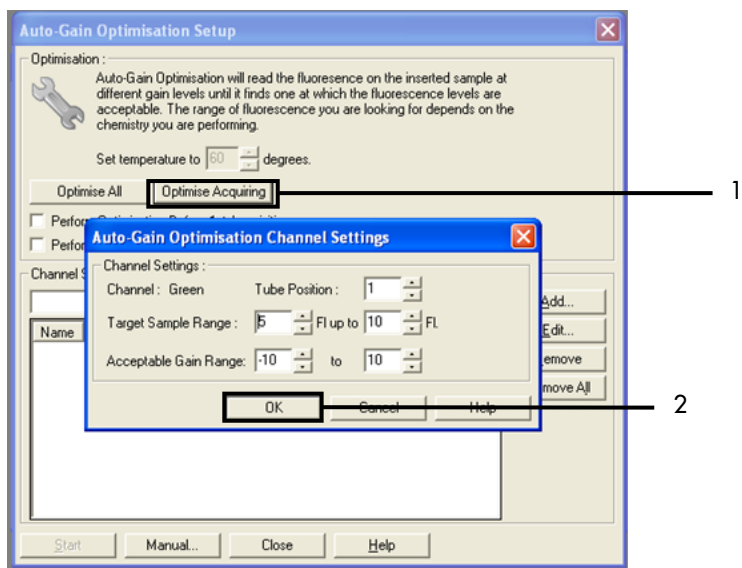 Auto-Gain Optimisation Setup
Optimisation :
Auto-Gain Optimisation will read the fluoresence on the inserted sample at
different gain levels until it finds one at which the fluorescence levels are
acceptable. The range of fluorescence you are looking for depends on the
chemistry you are performing.
Set temperature to 60 degrees.
Optimise All Optimise Acquiring 1
Perfor
Perfor
Auto-Gain Optimisation Channel Settings
Channel S
Channel Settings :
Channel : Green Tube Position : 1
Add...
Target Sample Range : 5 Fl up to 10 Fl.
Name
Edit...
Acceptable Gain Range: -10 to 10
emove
move All
OK Cancel Help 2
Start Manual... Close Help